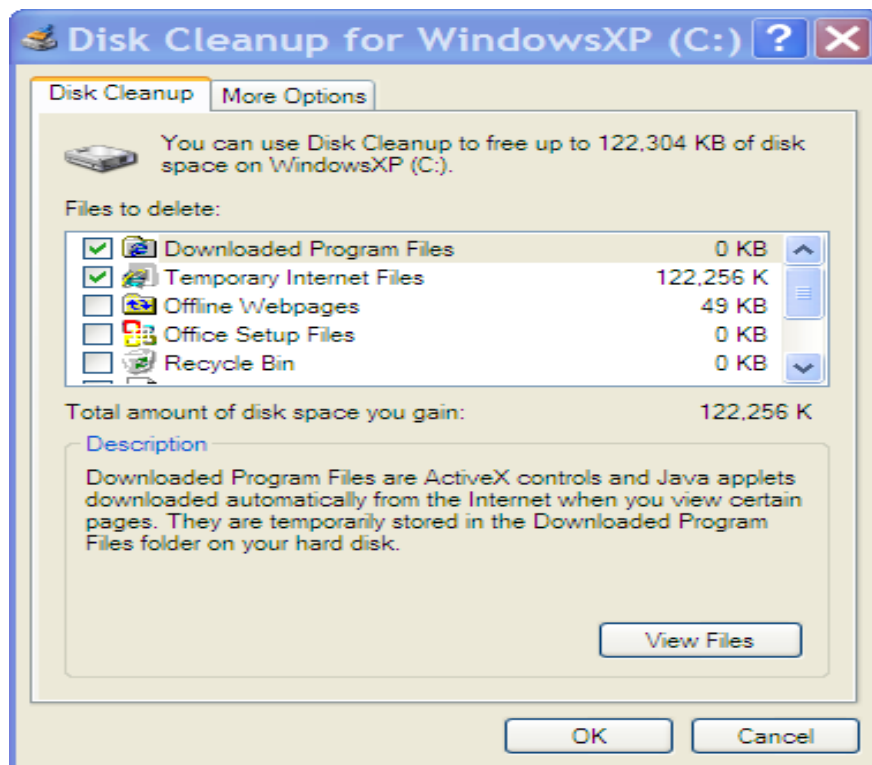 Disk Cleanup for WindowsXP (C:)
Disk Cleanup More Options
You can use Disk Cleanup to free up to 122,304 KB of disk
space on WindowsXP (C:).
Files to delete:
Downloaded Program Files 0 KB
Temporary Internet Files 122,256 K
Offline Webpages 49 KB
Office Setup Files 0 KB
Recycle Bin 0 KB
Total amount of disk space you gain: 122,256 K
Description
Downloaded Program Files are ActiveX controls and Java applets
downloaded automatically from the Internet when you view certain
pages. They are temporarily stored in the Downloaded Program
Files folder on your hard disk.
View Files
OK Cancel